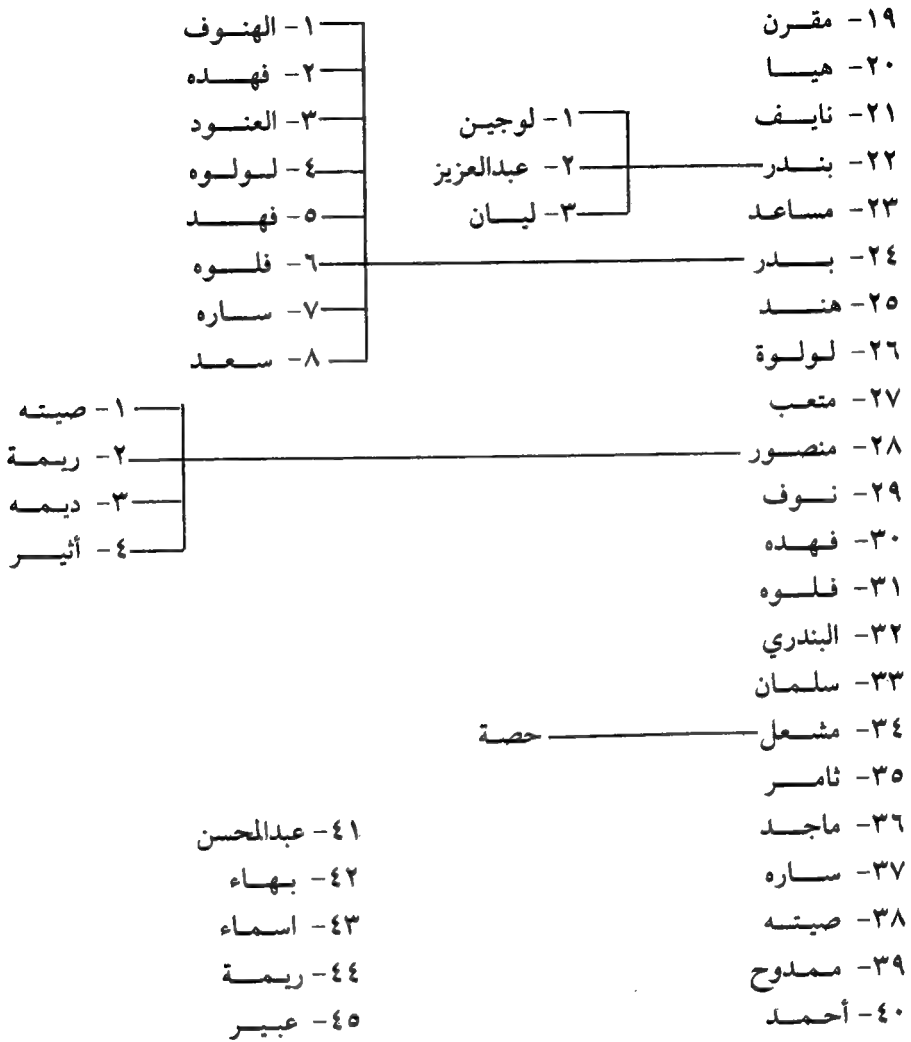 ١٩- مقرن
٢٠- هيا
٢١- نايف
٢٢- بندر
٢٣- مساعد
٢٤- بدر
٢٥- هند
٢٦- لولوة
٢٧- متعب
٢٨- منصور
٢٩- نوف
٣٠- فهده
٣١- فلوه
٣٢- البندري
٣٣- سلمان
٣٤- مشعل
٣٥- ثامر
٣٦- ماجد
٣٧- ساره
٣٨- صيته
٣٩- ممدوح
٤٠- أحمد
١- لوجين
٢- عبدالعزيز
٣- ليان
١- الهنوف
٢- فهده
٣- العنود
٤- لولوه
٥- فهد
٦- فلوه
٧- ساره
٨- سعد
١- صيته
٢- ريمة
٣- ديمه
٤- أثير
حصة
٤١- عبدالمحسن
٤٢- بهاء
٤٣- اسماء
٤٤- ريمة
٤٥- عبير